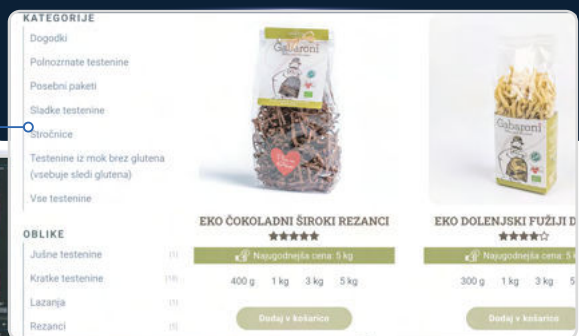 KATEGORIJE
Dogodki
Polnozrnate testenine
Posebni paketi
Sladke testenine
Stročnice
Testenine iz mok brez glutena
(vsebuje sledi glutena)
Vse testenine
OBLIKE
Jušne testenine (1)
Kratke testenine (19)
Lazanja (1)
Rezanci (5)
Gabaroni
EKO ČOKOLADNI ŠIROKI REZANCI
Najugodnejša cena: 5 kg
400 g 1 kg 3 kg 5 kg
Dodaj v košarico
Gabaroni
EKO DOLENJSKI FUŽIJI D
Najugodnejša cena: 5 k
300 g 1 kg 3 kg 5
Dodaj v košarico